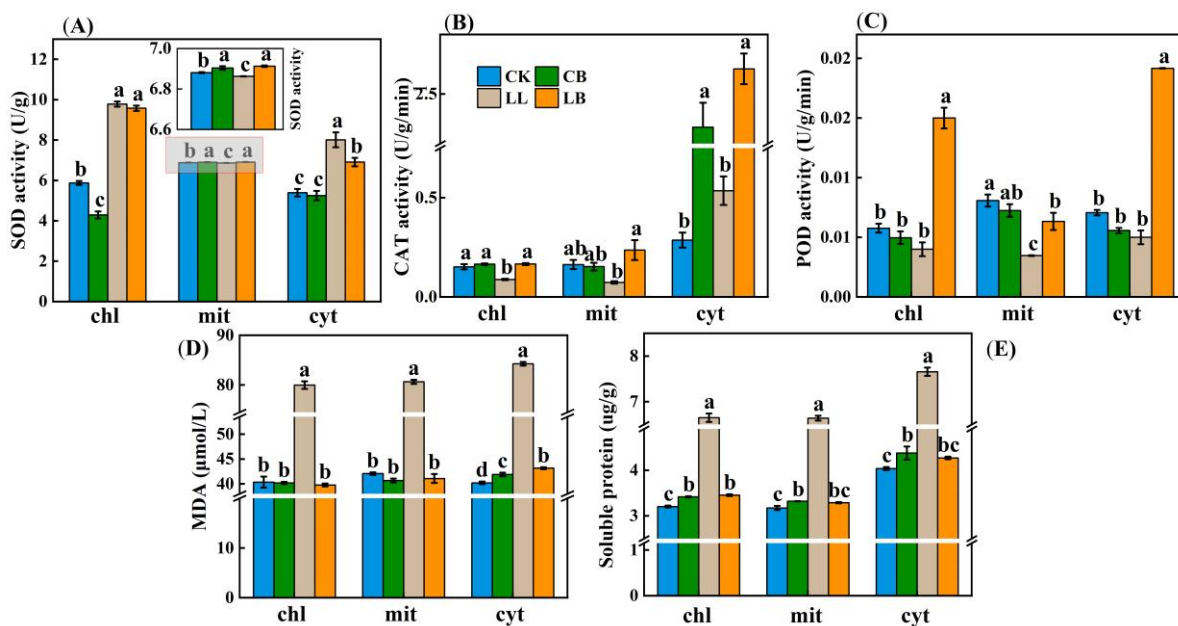 (A)
SOD activity (U/g)
12
10
8
6
4
2
0
7.0
6.8
6.6
SOD activity
b a c a
b c a a
b a c a
c c a b
chl mit cyt
(B)
CAT activity (U/g/min)
7.5
0.5
0.0
CK CB
LL LB
a a b a
ab ab b a
b a b a
chl mit cyt
(C)
POD activity (U/g/min)
0.02
0.02
0.01
0.01
0.00
b b b a
a ab c b
b b b a
chl mit cyt
(D)
MDA (μmol/L)
90
80
50
45
40
10
0
b b a b
b b a b
d c a b
chl mit cyt
(E)
Soluble protein (ug/g)
8
7
4
3
1
0
c b a b
c b a bc
c b a bc
chl mit cyt